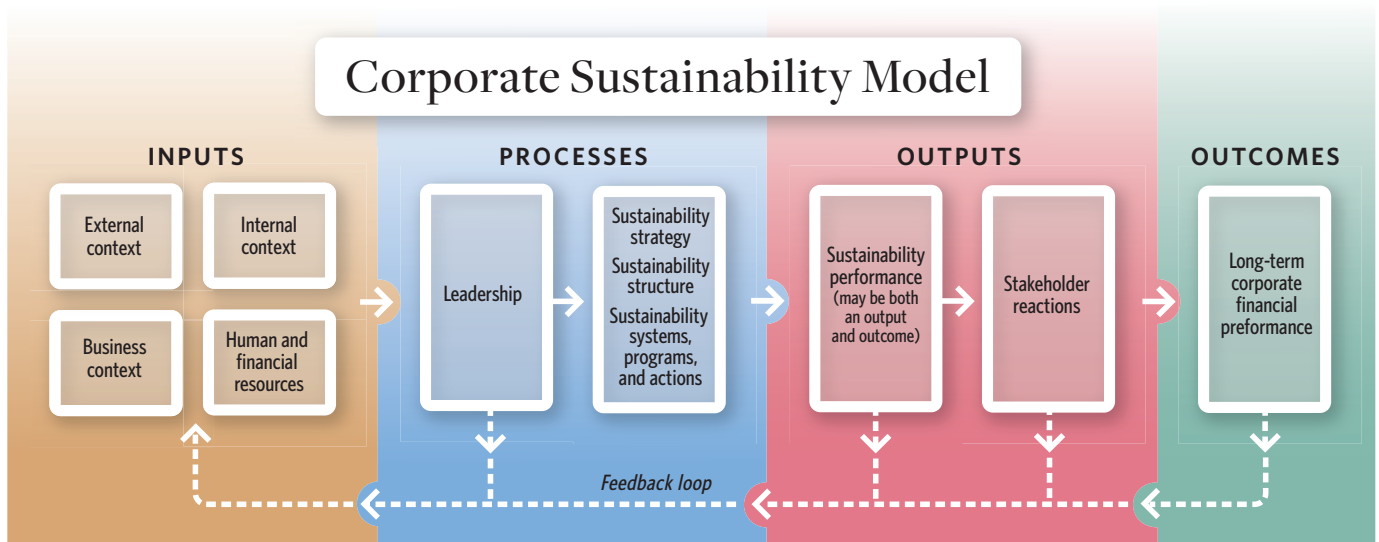 Corporate Sustainability Model
INPUTS
External
context
Internal
context
Business
context
Human and
financial
resources
PROCESSES
Leadership
Sustainability
strategy
Sustainability
structure
Sustainability
systems,
programs,
and actions
OUTPUTS
Sustainability
performance
(may be both
an output
and outcome)
Stakeholder
reactions
OUTCOMES
Long-term
corporate
financial
preformance
Feedback loop